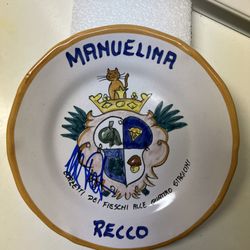 MANUELINA
CORZETTI DEI FIESCHI ALLE QUATTRO STAGIONI
RECCO